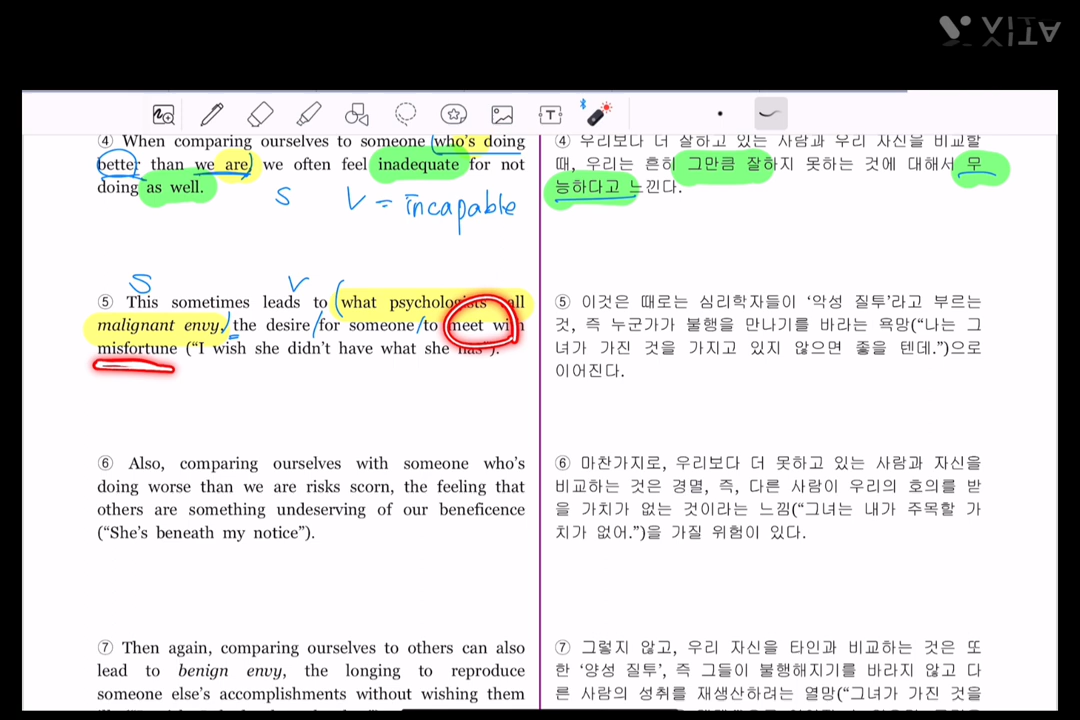 VITA
④ When comparing ourselves to someone (who's doing
better than we are) we often feel inadequate for not
doing as well.
S V = incapable
S V
⑤ This sometimes leads to (what psychologists call
malignant envy,) the desire / for someone / to meet with
misfortune (“I wish she didn't have what she has”).
⑥ Also, comparing ourselves with someone who's
doing worse than we are risks scorn, the feeling that
others are something undeserving of our beneficence
(“She's beneath my notice”).
⑦ Then again, comparing ourselves to others can also
lead to benign envy, the longing to reproduce
someone else's accomplishments without wishing them
④ 우리보다 더 잘하고 있는 사람과 우리 자신을 비교할
때, 우리는 흔히 그만큼 잘하지 못하는 것에 대해서 무
능하다고 느낀다.
⑤ 이것은 때로는 심리학자들이 ‘악성 질투’라고 부르는
것, 즉 누군가가 불행을 만나기를 바라는 욕망(“나는 그
녀가 가진 것을 가지고 있지 않으면 좋을 텐데.”)으로
이어진다.
⑥ 마찬가지로, 우리보다 더 못하고 있는 사람과 자신을
비교하는 것은 경멸, 즉, 다른 사람이 우리의 호의를 받
을 가치가 없는 것이라는 느낌(“그녀는 내가 주목할 가
치가 없어.”)을 가질 위험이 있다.
⑦ 그렇지 않고, 우리 자신을 타인과 비교하는 것은 또
한 ‘양성 질투’, 즉 그들이 불행해지기를 바라지 않고 다
른 사람의 성취를 재생산하려는 열망(“그녀가 가진 것을